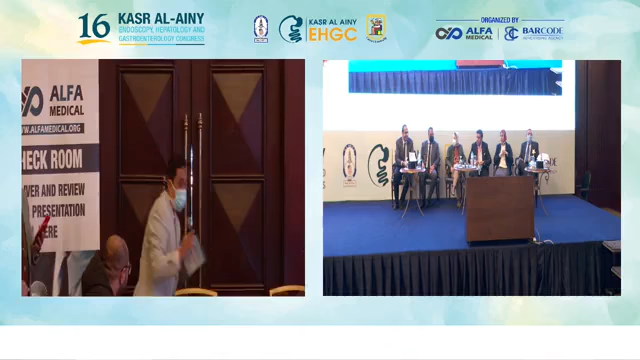 16 KASR AL-AINY
ENDOSCOPY, HEPATOLOGY AND
GASTROENTEROLOGY CONGRESS
KASR AL AINY
EHGC
ORGANIZED BY
ALFA
MEDICAL
BARCODE
ALFA
MEDICAL
WWW.ALFAMEDICAL.ORG
HECK ROOM
VER AND REVIEW
PRESENTATION
ERE